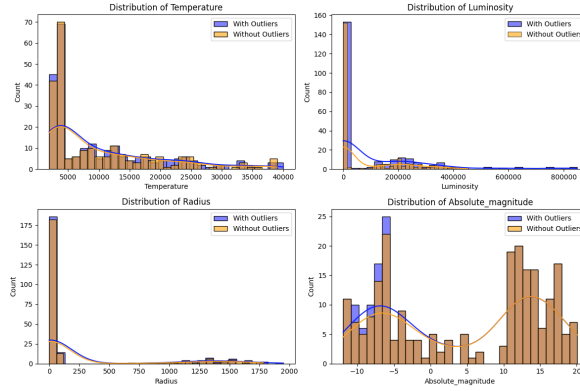 Distribution of Temperature
With Outliers
Without Outliers
70
60
50
40
30
20
10
0
Count
5000 10000 15000 20000 25000 30000 35000 40000
Temperature
Distribution of Luminosity
With Outliers
Without Outliers
160
140
120
100
80
60
40
20
0
Count
0 200000 400000 600000 800000
Luminosity
Distribution of Radius
With Outliers
Without Outliers
175
150
125
100
75
50
25
0
Count
0 250 500 750 1000 1250 1500 1750 2000
Radius
Distribution of Absolute_magnitude
With Outliers
Without Outliers
25
20
15
10
5
0
Count
−10 −5 0 5 10 15 20
Absolute_magnitude